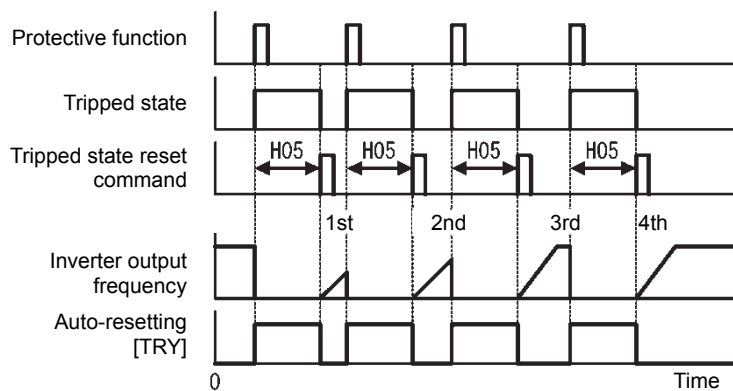 Protective function
Tripped state
Tripped state reset
command
H05 H05 H05 H05
1st 2nd 3rd 4th
Inverter output
frequency
Auto-resetting
[TRY]
0 Time